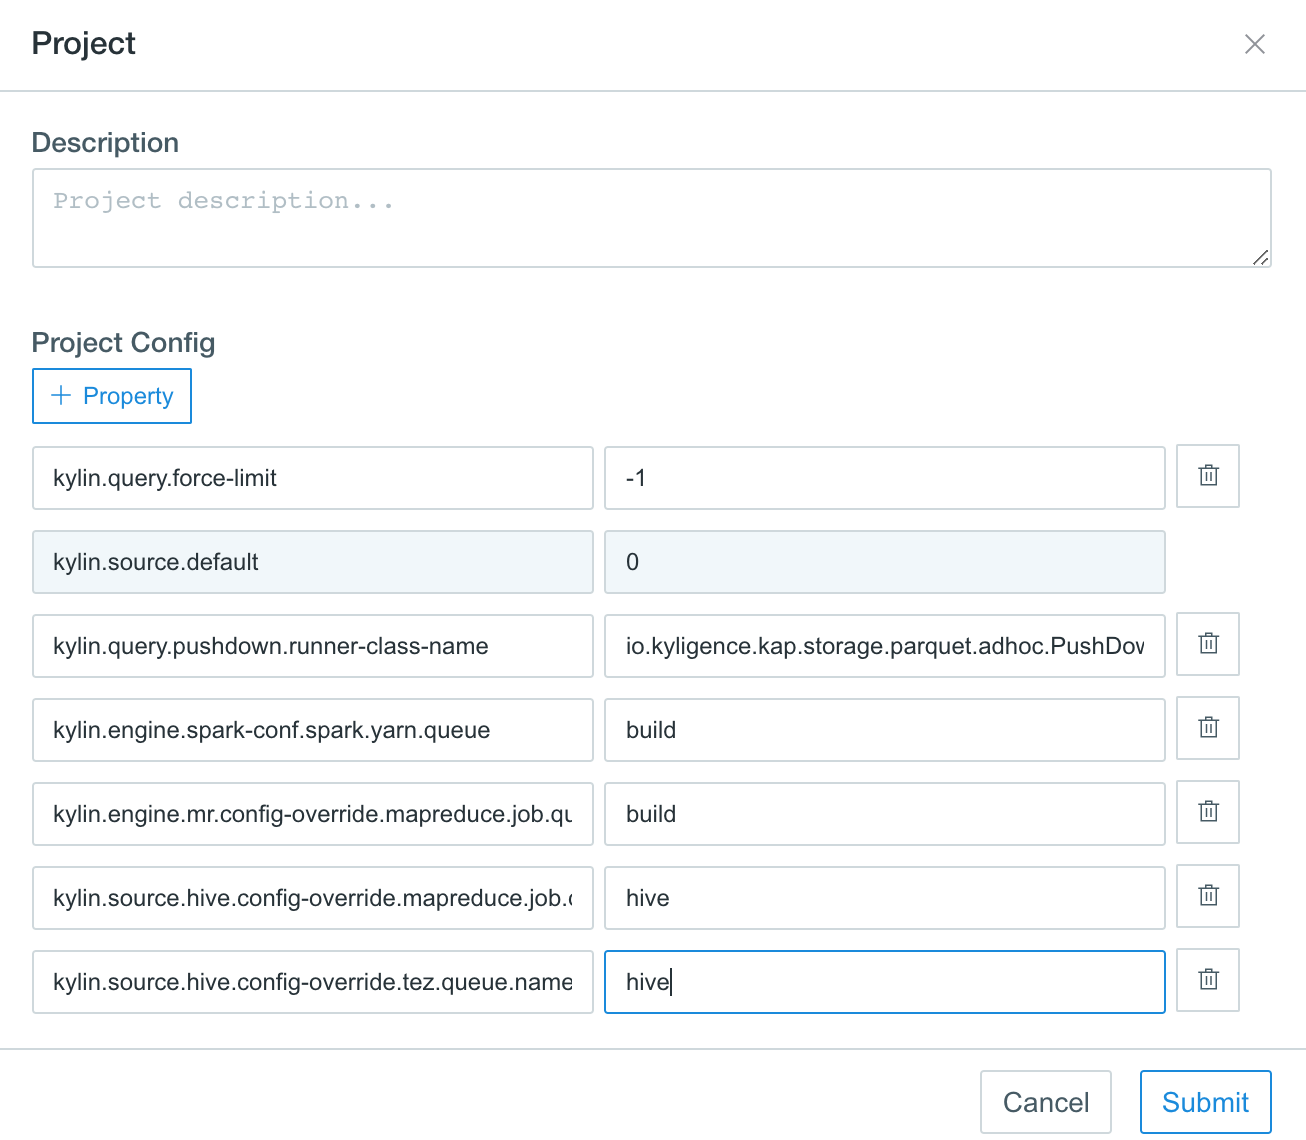 Project
Description
Project description...
Project Config
Property
kylin.query.force-limit -1
kylin.source.default 0
kylin.query.pushdown.runner-class-name io.kyligence.kap.storage.parquet.adhoc.PushDov
kylin.engine.spark-conf.spark.yarn.queue build
kylin.engine.mr.config-override.mapreduce.job.qu build
kylin.source.hive.config-override.mapreduce.job. hive
kylin.source.hive.config-override.tez.queue.name hive
Cancel Submit